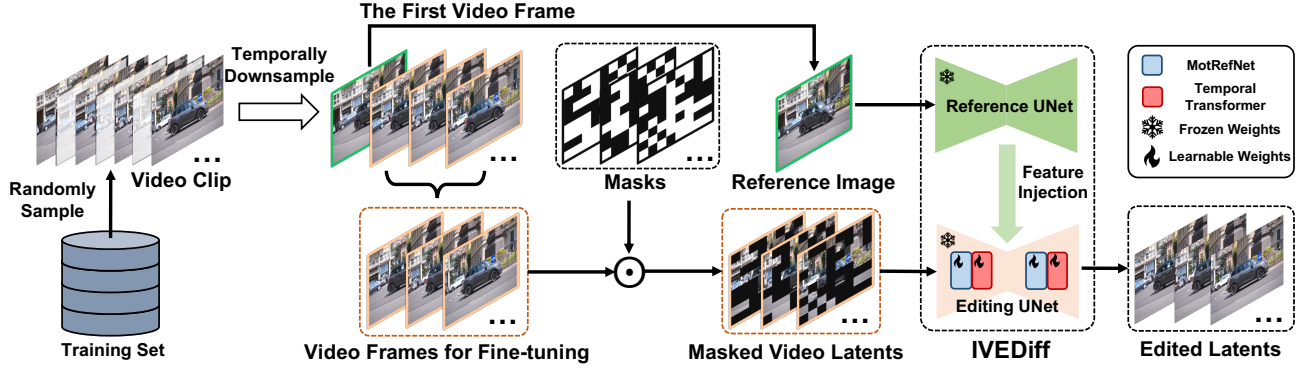 The First Video Frame
Temporally
Downsample
...
Video Clip
Randomly
Sample
Training Set
...
...
Video Frames for Fine-tuning
...
Masks
Reference Image
...
Masked Video Latents
Reference UNet
Feature
Injection
Editing UNet
IVEDiff
MotRefNet
Temporal
Transformer
Frozen Weights
Learnable Weights
...
Edited Latents